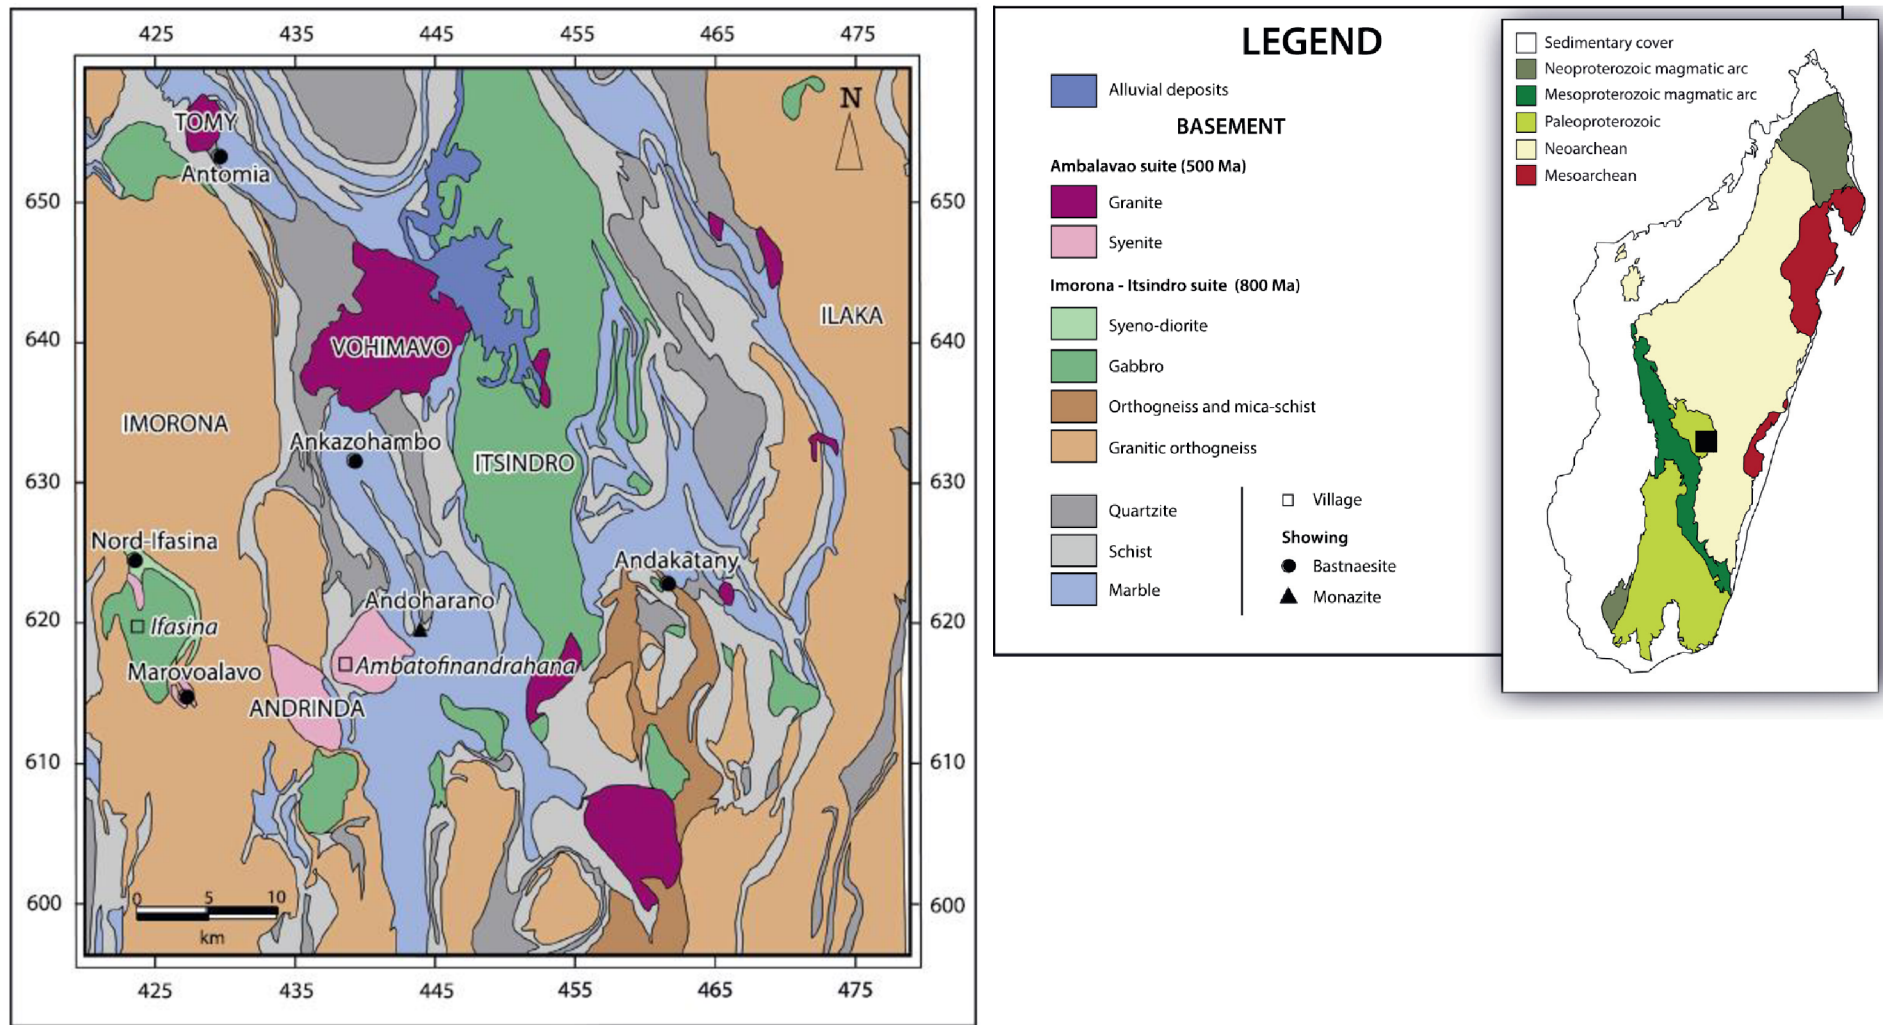 425 435 445 455 465 475
N
TOMY
Antomia
650 650
ILAKA
640 640
VOHIMAVO
IMORONA
Ankazohambo
ITSINDRO
630 630
Nord-Ifasina
Andakatany
Andoharano
620 620
Ifasina
Marovoalavo
Ambatofinandrahana
ANDRINDA
610 610
0 5 10
600 600
km
425 435 445 455 465 475
LEGEND
Alluvial deposits
BASEMENT
Ambalavao suite (500 Ma)
Granite
Syenite
Imorona - Itsindro suite (800 Ma)
Syeno-diorite
Gabbro
Orthogneiss and mica-schist
Granitic orthogneiss
Quartzite
Schist
Marble
Village
Showing
Bastnaesite
Monazite
Sedimentary cover
Neoproterozoic magmatic arc
Mesoproterozoic magmatic arc
Paleoproterozoic
Neoarchean
Mesoarchean